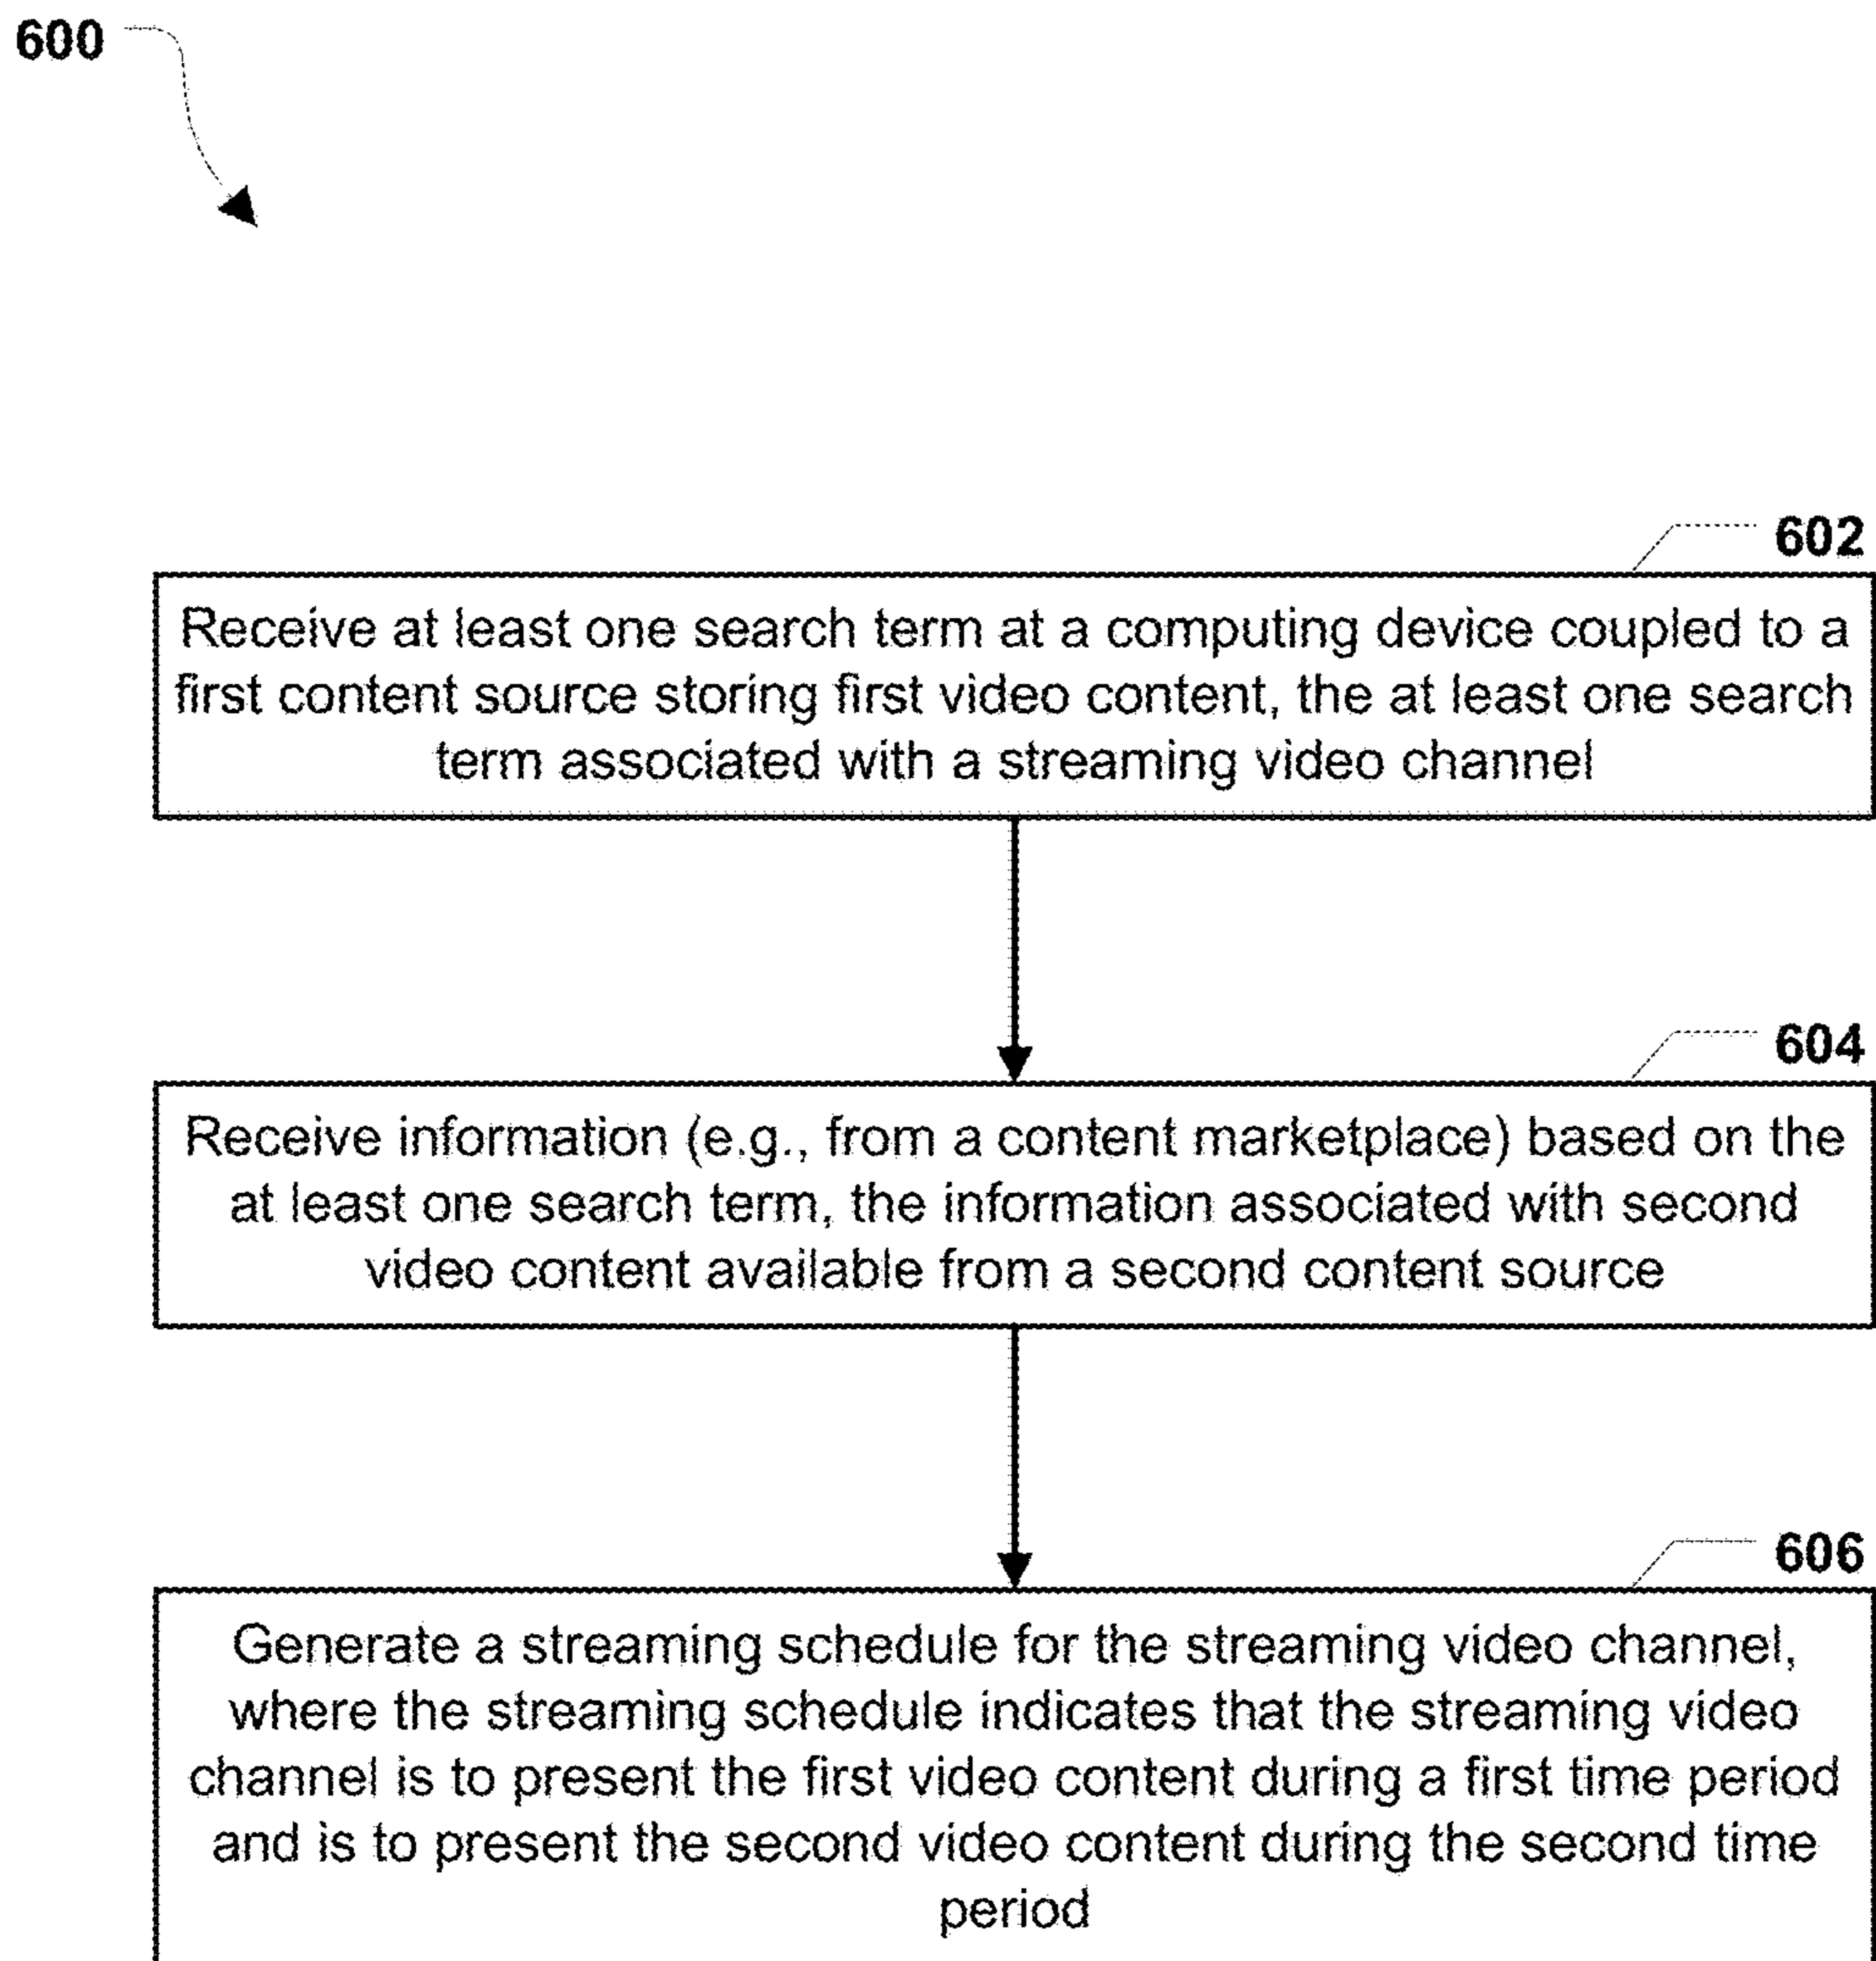 600
602
Receive at least one search term at a computing device coupled to a
first content source storing first video content, the at least one search
term associated with a streaming video channel
604
Receive information (e.g., from a content marketplace) based on the
at least one search term, the information associated with second
video content available from a second content source
606
Generate a streaming schedule for the streaming video channel,
where the streaming schedule indicates that the streaming video
channel is to present the first video content during a first time period
and is to present the second video content during the second time
period